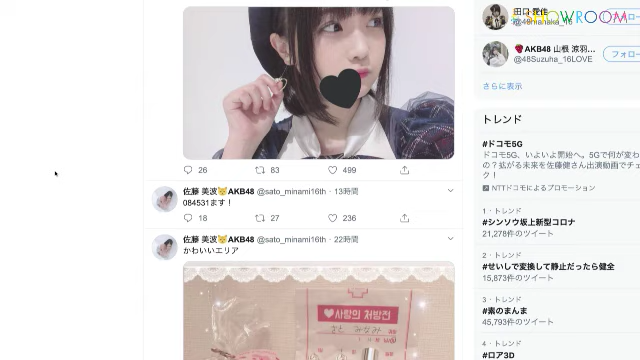 26 83 499
佐藤 美波🐱AKB48 @sato_minami16th · 13時間
084531ます！
18 27 236
佐藤 美波🐱AKB48 @sato_minami16th · 22時間
かわいいエリア
♥사랑의 처방전
SHOWROOM
🍓AKB48 山根 涼羽...
@48Suzuha_16LOVE
フォロー
さらに表示
トレンド
#ドコモ5G
ドコモ5G、いよいよ開始へ。5Gで何が変わ
の？拡がる未来を佐藤健さん出演動画でチェ
ク！
NTTドコモによるプロモーション
1 · トレンド
#シンソウ坂上新型コロナ
21,278件のツイート
2 · トレンド
#せいしで変換して静止だったら健全
15,873件のツイート
3 · トレンド
#素のまんま
45,793件のツイート
4 · トレンド
#ロア3D